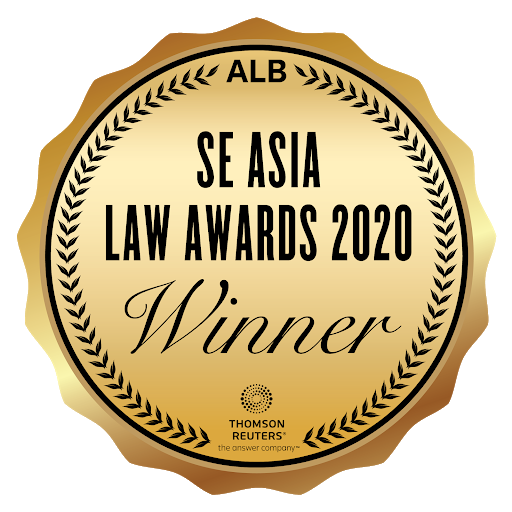 ALB
SE ASIA
LAW AWARDS 2020
Winner
THOMSON
REUTERS®
the answer company™